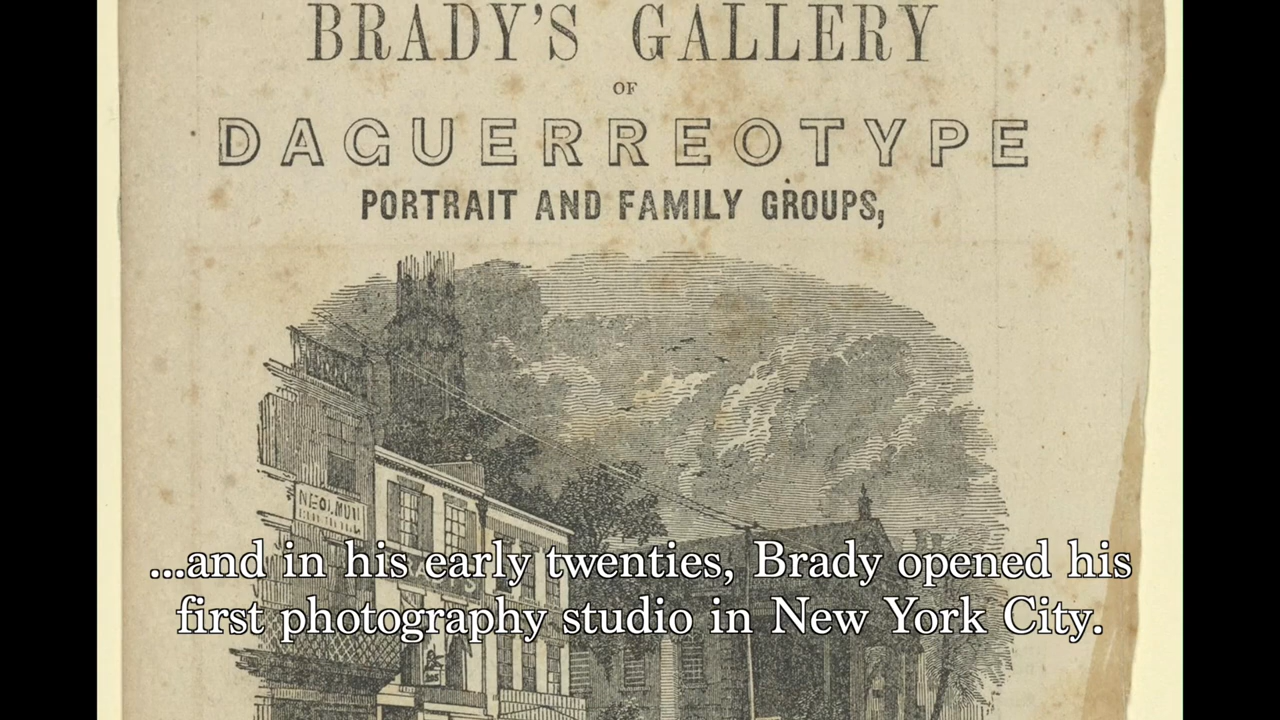 BRADY'S GALLERY
OF
DAGUERREOTYPE
PORTRAIT AND FAMILY GROUPS,
...and in his early twenties, Brady opened his
first photography studio in New York City.